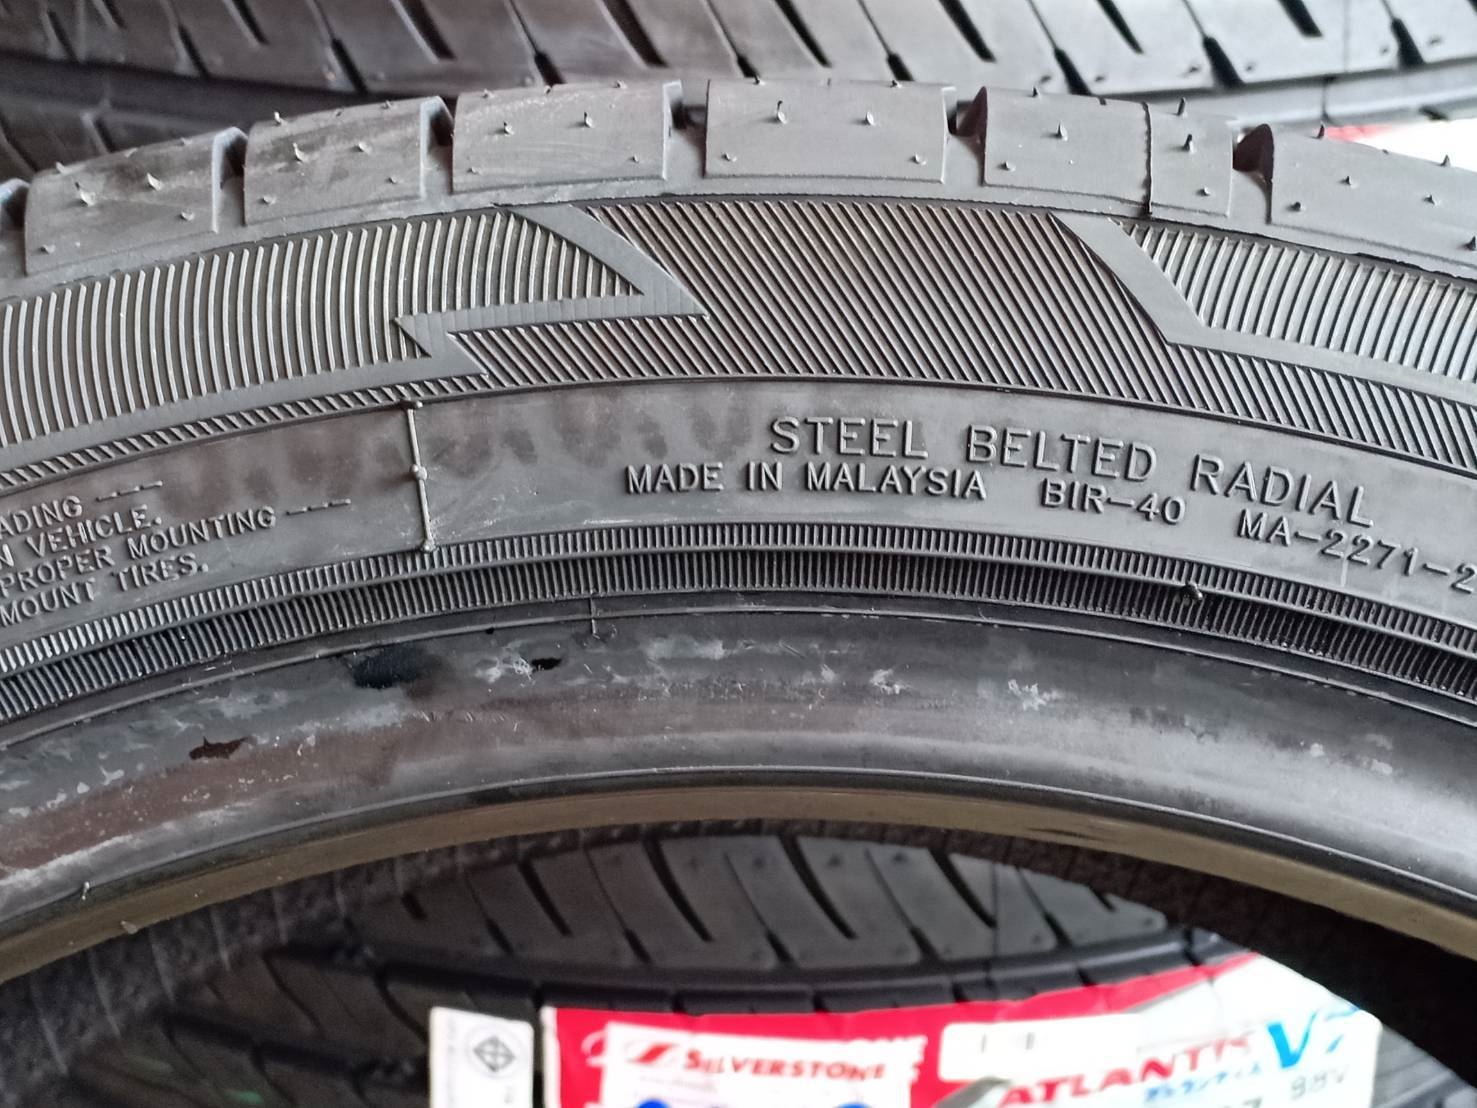 ADING
N VEHICLE.
PROPER MOUNTING
MOUNT TIRES.
STEEL BELTED RADIAL
MADE IN MALAYSIA BIR-40 MA-2271-2
SILVERSTONE
ATLANTIK V7
98V